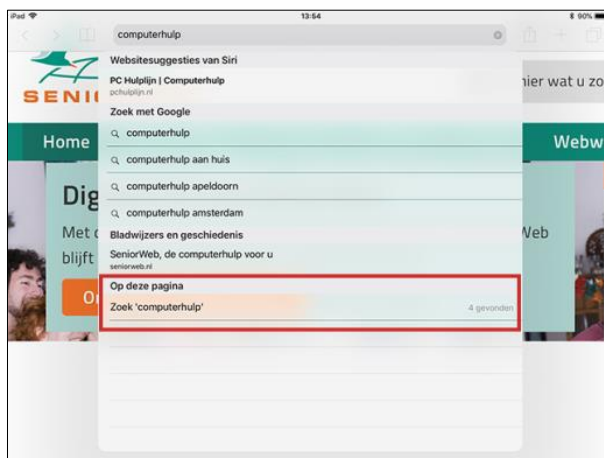 iPad 13:54 90%
computerhulp
Websitesuggesties van Siri
PC Hulplijn | Computerhulp
pchulplijn.nl
Zoek met Google
computerhulp
computerhulp aan huis
computerhulp apeldoorn
computerhulp amsterdam
Bladwijzers en geschiedenis
SeniorWeb, de computerhulp voor u
seniorweb.nl
Op deze pagina
Zoek 'computerhulp' 4 gevonden
SENI
hier wat u zo
Home Webw
Dig
Met Web
blijft